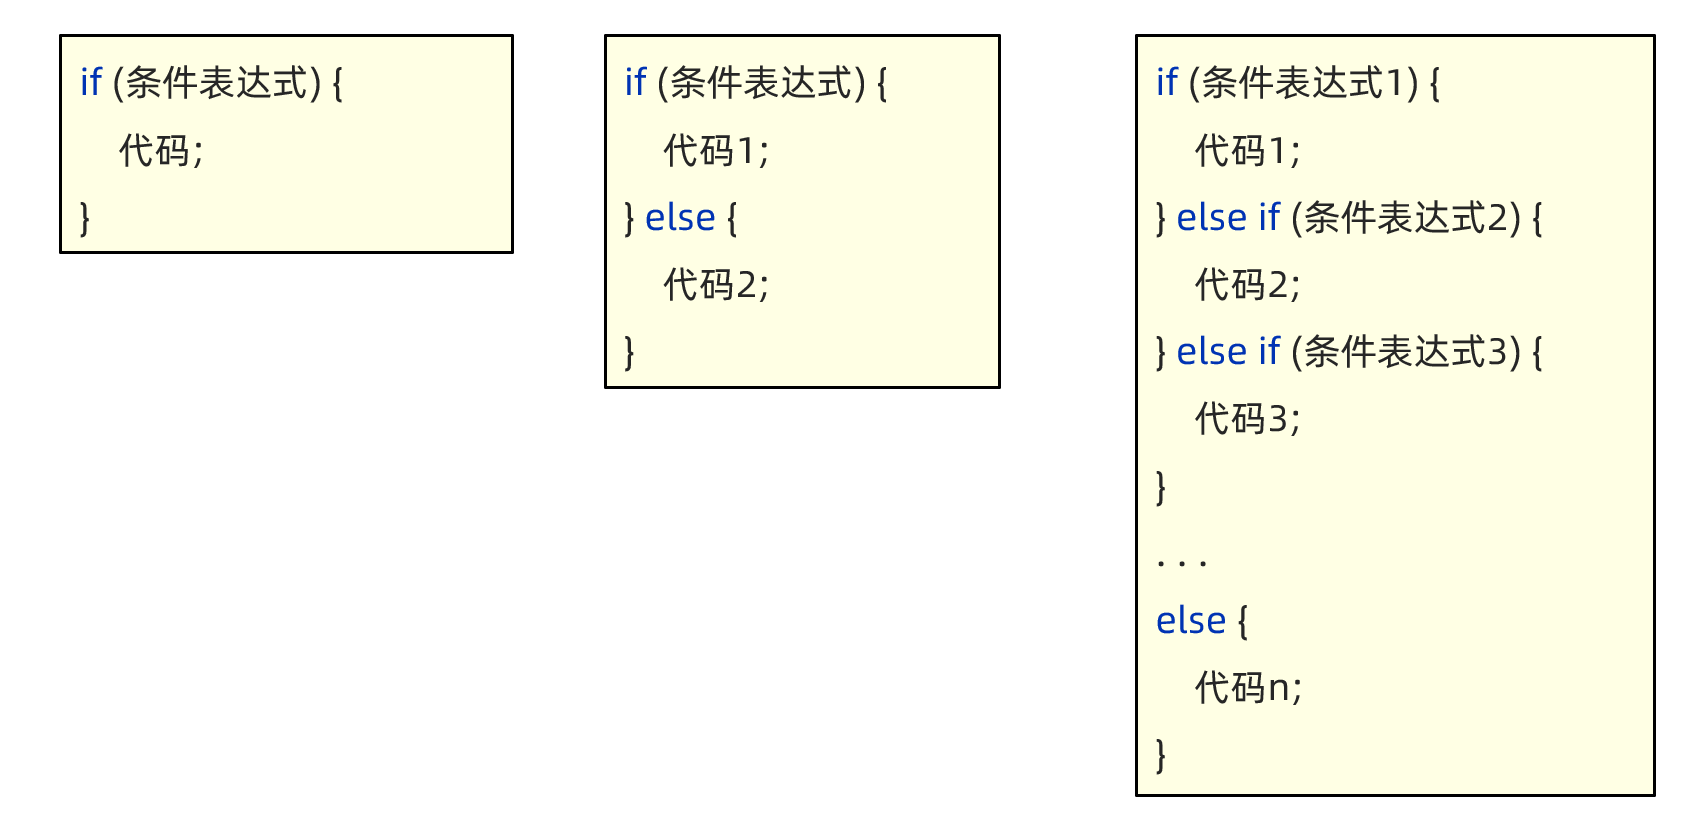 if (条件表达式) {
代码;
}
if (条件表达式) {
代码1;
} else {
代码2;
}
if (条件表达式1) {
代码1;
} else if (条件表达式2) {
代码2;
} else if (条件表达式3) {
代码3;
}
. . .
else {
代码n;
}